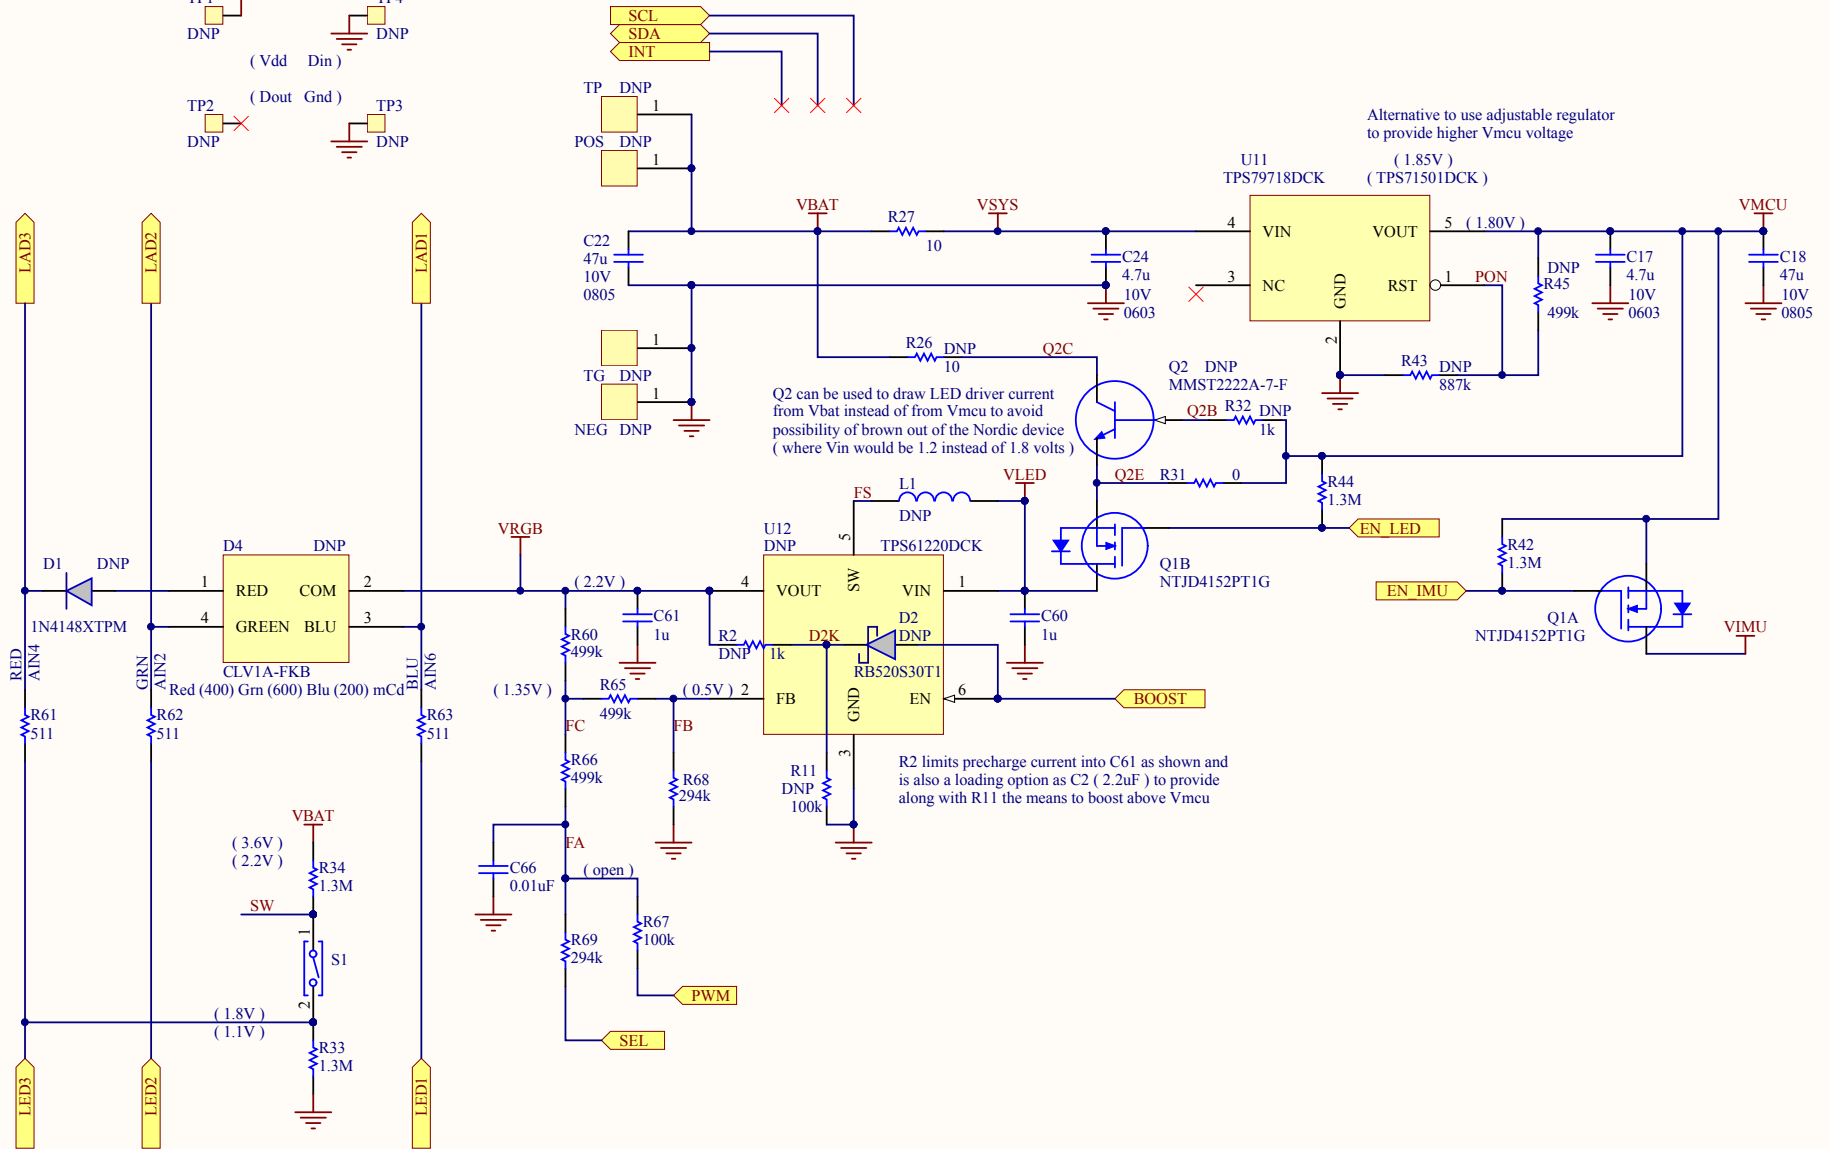 TP1
TP4
DNP
DNP
( Vdd Din )
( Dout Gnd )
TP2
TP3
DNP
DNP
SCL
SDA
INT
TP DNP
1
POS DNP
1
Alternative to use adjustable regulator
to provide higher Vmcu voltage
U11
( 1.85V )
TPS79718DCK
( TPS71501DCK )
LAD3
LAD2
LAD1
VBAT
R27
10
VSYS
4
VIN
VOUT
5
( 1.80V )
VMCU
C22
47u
10V
0805
C24
4.7u
10V
0603
3
NC
GND
2
RST
1
PON
DNP
R45
499k
C17
4.7u
10V
0603
C18
47u
10V
0805
1
TG DNP
1
NEG DNP
R26
DNP
10
Q2C
R43
DNP
887k
Q2 DNP
MMST2222A-7-F
Q2 can be used to draw LED driver current
from Vbat instead of from Vmcu to avoid
possibility of brown out of the Nordic device
( where Vin would be 1.2 instead of 1.8 volts )
Q2B
R32
DNP
1k
Q2E
R31
0
R44
1.3M
EN_LED
FS
L1
DNP
VLED
VRGB
U12
DNP
5
TPS61220DCK
Q1B
NTJD4152PT1G
R42
1.3M
EN_IMU
Q1A
NTJD4152PT1G
VIMU
D1
DNP
1N4148XTPM
D4
DNP
1
RED
COM
2
4
GREEN
BLU
3
CLV1A-FKB
Red (400) Grn (600) Blu (200) mCd
( 2.2V )
4
VOUT
SW
VIN
1
C61
1u
C60
1u
R60
499k
R2
DNP
1k
D2K
D2
DNP
RB520S30T1
RED
AIN4
GRN
AIN2
BLU
AIN6
( 1.35V )
R65
499k
( 0.5V )
2
FB
GND
EN
6
BOOST
FC
FB
3
R61
511
R62
511
R63
511
R66
499k
R68
294k
R11
DNP
100k
R2 limits precharge current into C61 as shown and
is also a loading option as C2 ( 2.2uF ) to provide
along with R11 the means to boost above Vmcu
VBAT
( 3.6V )
( 2.2V )
R34
1.3M
SW
1
S1
2
( 1.8V )
( 1.1V )
R33
1.3M
FA
C66
0.01uF
( open )
R67
100k
R69
294k
PWM
SEL
LED3
LED2
LED1